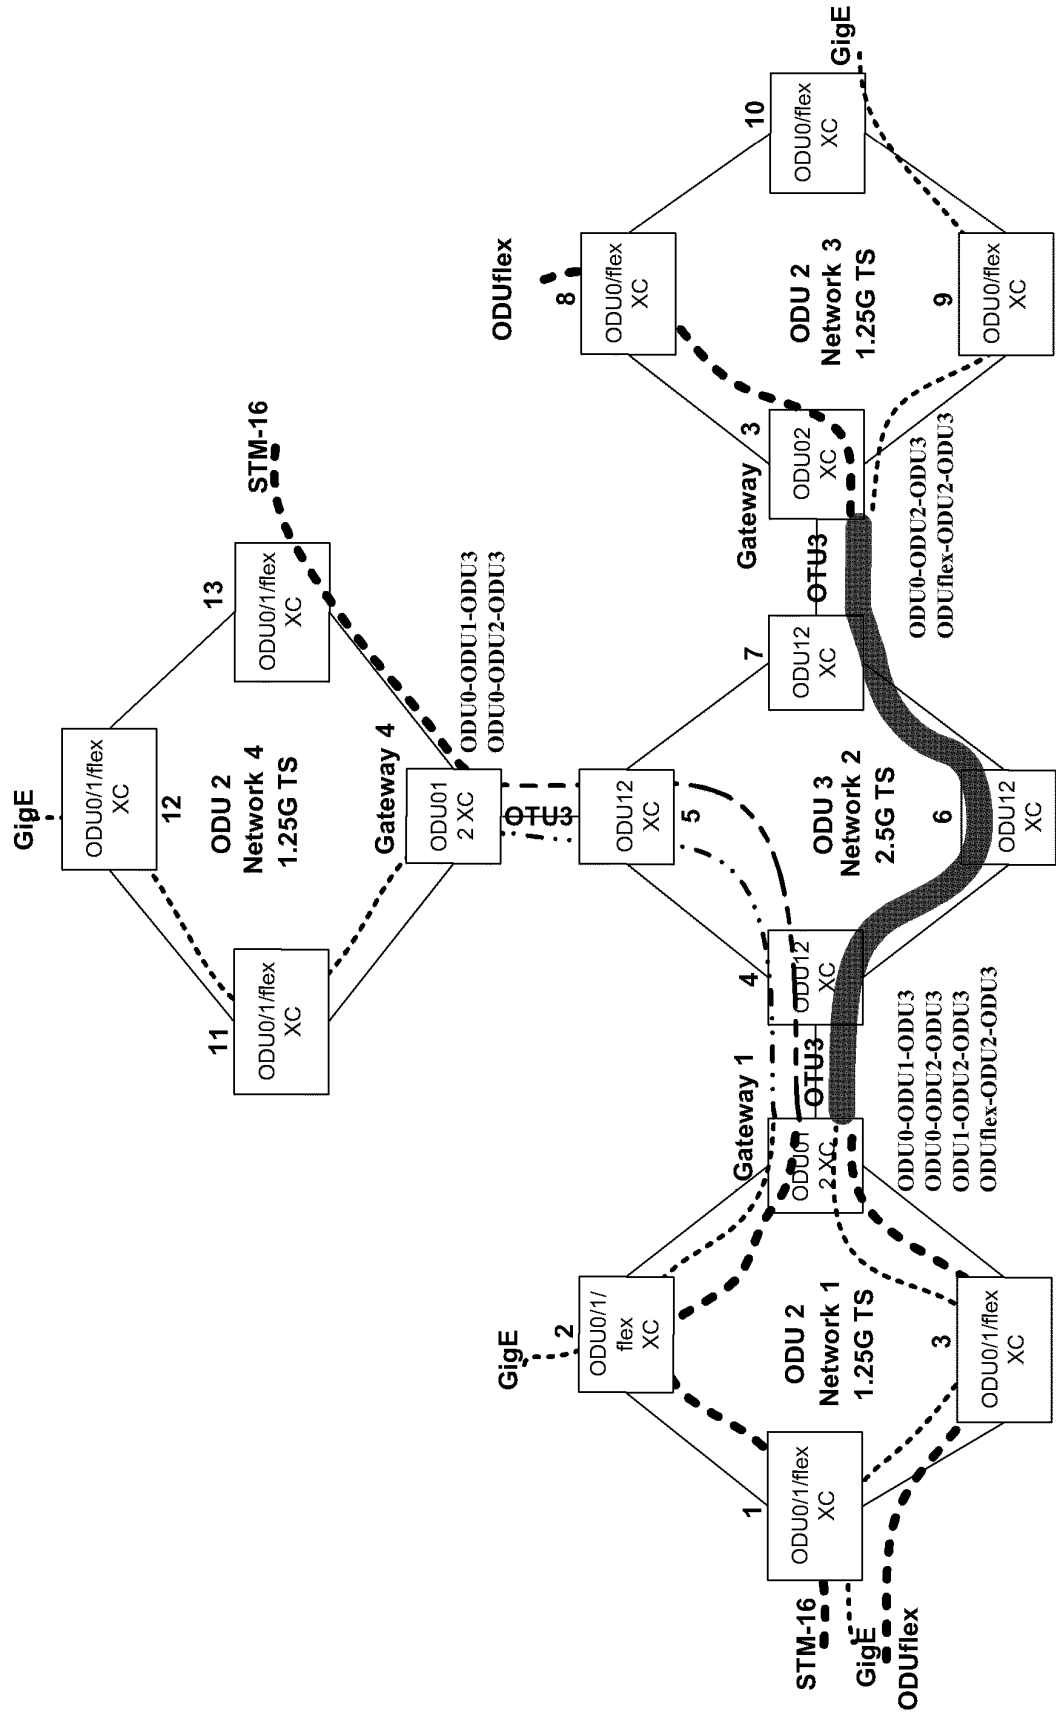 GigE
ODU0/1/flex
XC
12
11
ODU0/1/flex
XC
ODU 2
Network 4
1.25G TS
13
ODU0/1/flex
XC
STM-16
Gateway 4
ODU01
2 XC
ODU0-ODU1-ODU3
ODU0-ODU2-ODU3
OTU3
GigE
2
ODU0/1/
flex
XC
1
ODU0/1/flex
XC
STM-16
GigE
ODUflex
ODU 2
Network 1
1.25G TS
3
ODU0/1/flex
XC
Gateway 1
ODU01
2 XC
OTU3
ODU0-ODU1-ODU3
ODU0-ODU2-ODU3
ODU1-ODU2-ODU3
ODUflex-ODU2-ODU3
ODU12
XC
5
4
ODU12
XC
ODU 3
Network 2
2.5G TS
6
ODU12
XC
7
ODU12
XC
OTU3
Gateway 3
ODU02
XC
ODU0-ODU2-ODU3
ODUflex-ODU2-ODU3
ODUflex
8
ODU0/flex
XC
ODU 2
Network 3
1.25G TS
9
ODU0/flex
XC
10
ODU0/flex
XC
GigE